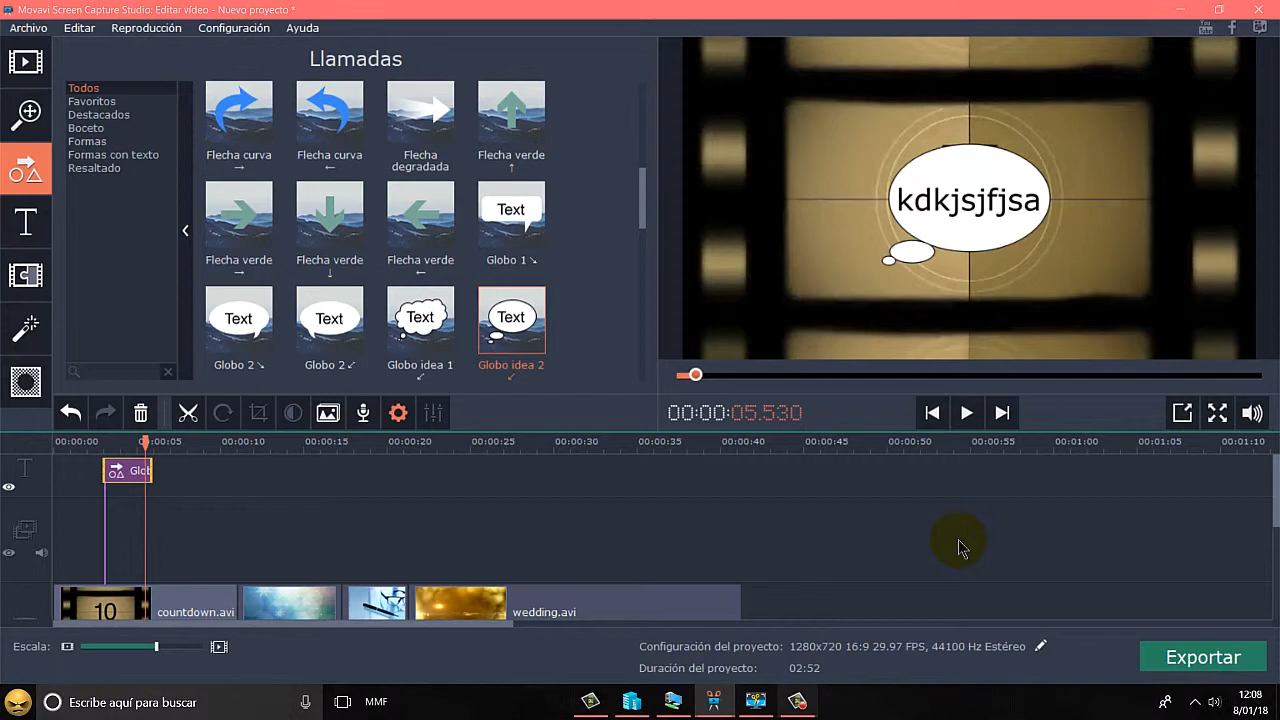 Movavi Screen Capture Studio: Editar vídeo - Nuevo proyecto *
Archivo Editar Reproducción Configuración Ayuda
Llamadas
Todos
Favoritos
Destacados
Boceto
Formas
Formas con texto
Resaltado
Flecha curva →
Flecha curva ←
Flecha degradada
Flecha verde ↑
Flecha verde →
Flecha verde ↓
Flecha verde ←
Text
Globo 1 ↘
Text
Globo 2 ↘
Text
Globo 2 ↙
Text
Globo idea 1 ↙
Text
Globo idea 2 ↙
kdkjsjfjsa
00:00:05.530
00:00:00 00:00:05 00:00:10 00:00:15 00:00:20 00:00:25 00:00:30 00:00:35 00:00:40 00:00:45 00:00:50 00:00:55 00:01:00 00:01:05 00:01:10
T
Glob
10
countdown.avi
wedding.avi
Escala:
Configuración del proyecto: 1280x720 16:9 29.97 FPS, 44100 Hz Estéreo
Duración del proyecto: 02:52
Exportar
Escribe aquí para buscar
MMF
12:08
8/01/18